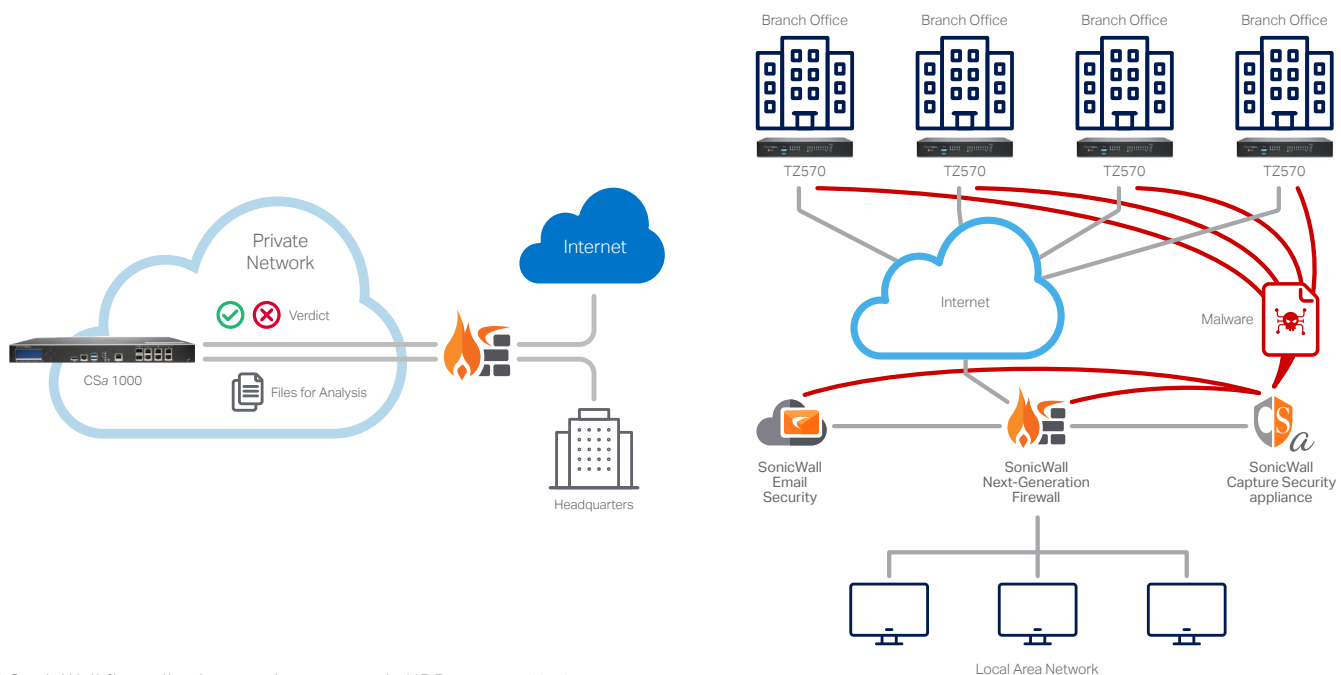 Private
Network
Verdict
CSa 1000
Files for Analysis
Internet
Headquarters
Branch Office
Branch Office
Branch Office
Branch Office
TZ570
TZ570
TZ570
TZ570
Internet
Malware
CSa
SonicWall
Email
Security
SonicWall
Next-Generation
Firewall
SonicWall
Capture Security
appliance
Local Area Network